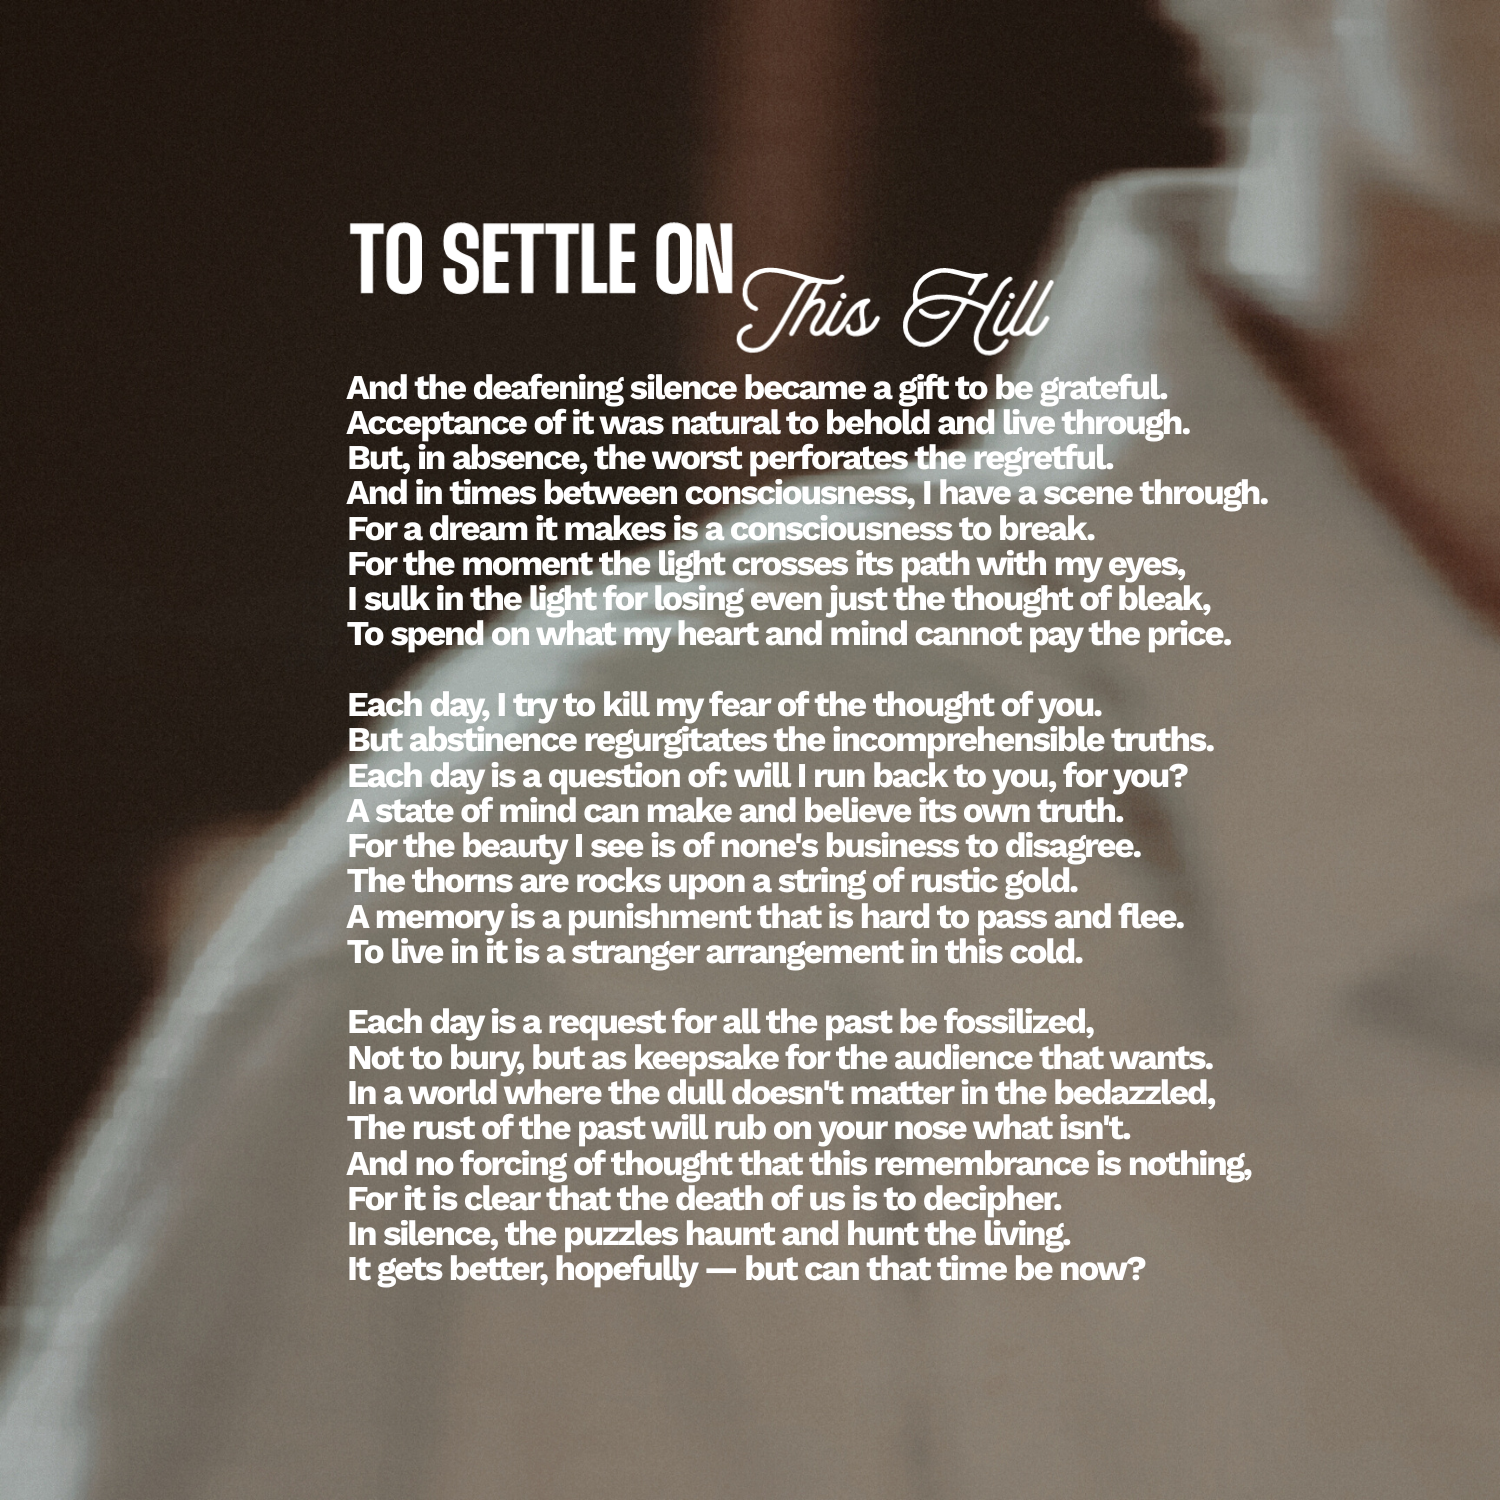 TO SETTLE ON This Hill
And the deafening silence became a gift to be grateful.
Acceptance of it was natural to behold and live through.
But, in absence, the worst perforates the regretful.
And in times between consciousness, I have a scene through.
For a dream it makes is a consciousness to break.
For the moment the light crosses its path with my eyes,
I sulk in the light for losing even just the thought of bleak,
To spend on what my heart and mind cannot pay the price.
Each day, I try to kill my fear of the thought of you.
But abstinence regurgitates the incomprehensible truths.
Each day is a question of: will I run back to you, for you?
A state of mind can make and believe its own truth.
For the beauty I see is of none's business to disagree.
The thorns are rocks upon a string of rustic gold.
A memory is a punishment that is hard to pass and flee.
To live in it is a stranger arrangement in this cold.
Each day is a request for all the past be fossilized,
Not to bury, but as keepsake for the audience that wants.
In a world where the dull doesn't matter in the bedazzled,
The rust of the past will rub on your nose what isn't.
And no forcing of thought that this remembrance is nothing,
For it is clear that the death of us is to decipher.
In silence, the puzzles haunt and hunt the living.
It gets better, hopefully — but can that time be now?